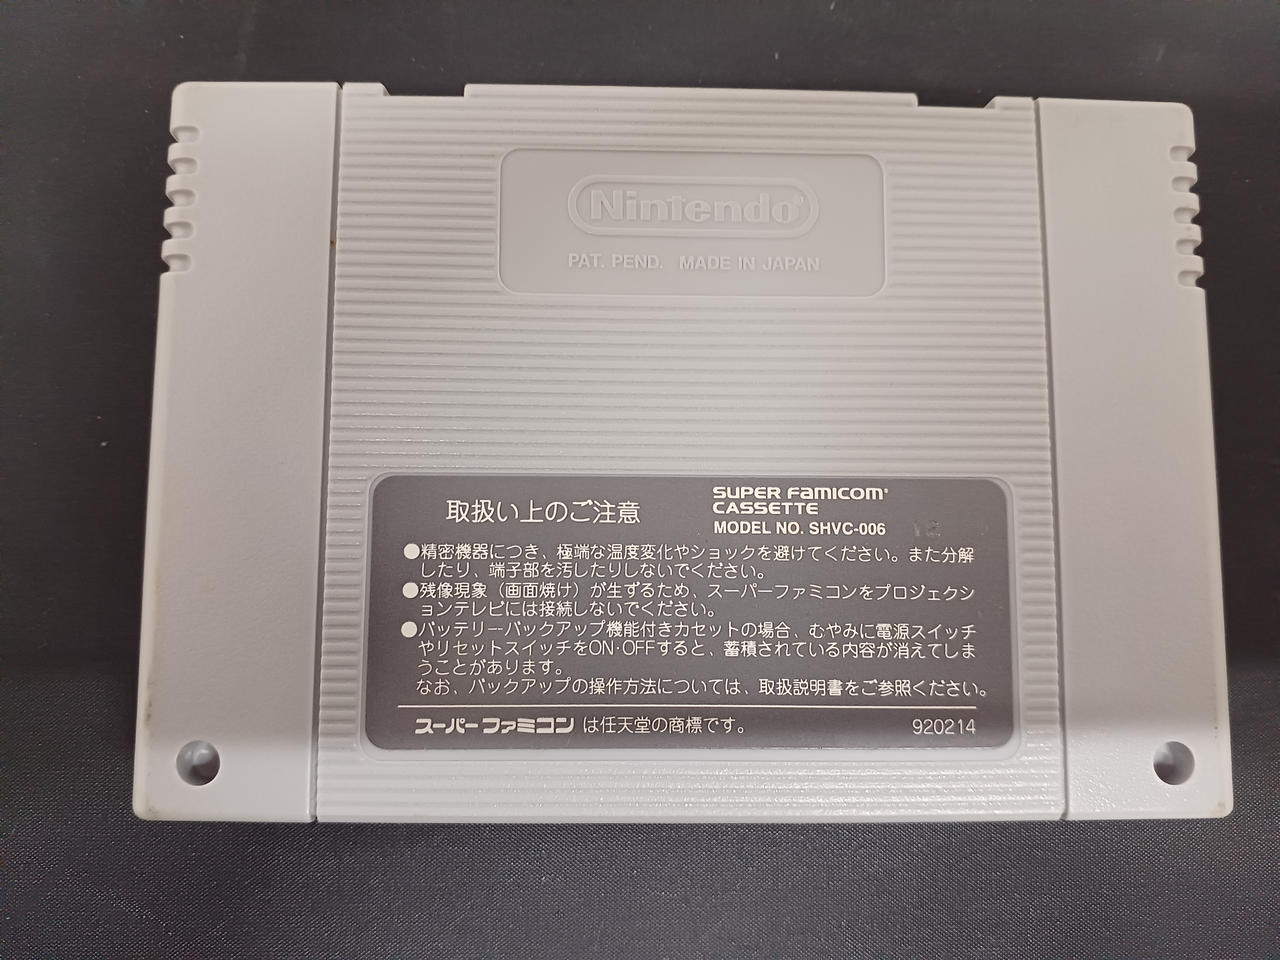 Nintendo
PAT. PEND. MADE IN JAPAN
取扱い上のご注意
SUPER FAMICOM
CASSETTE
MODEL NO. SHVC-006
●精密機器につき、極端な温度変化やショックを避けてください。また分解
したり、端子部を汚したりしないでください。
●残像現象（画面焼け）が生ずるため、スーパーファミコンをプロジェクシ
ョンテレビには接続しないでください。
●バッテリーバックアップ機能付きカセットの場合、むやみに電源スイッチ
やリセットスイッチをON・OFFすると、蓄積されている内容が消えてしま
うことがあります。
なお、バックアップの操作方法については、取扱説明書をご参照ください。
スーパーファミコン は任天堂の商標です。
920214